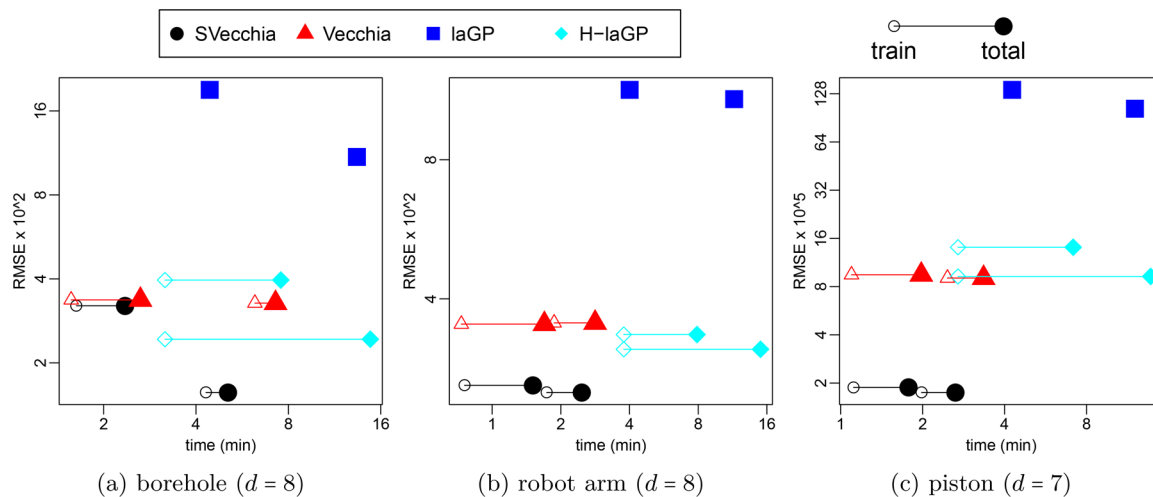 SVecchia Vecchia laGP H−laGP
train total
RMSE x 10^2
16
8
4
2
2 4 8 16
time (min)
(a) borehole (d = 8)
RMSE x 10^2
8
4
1 2 4 8 16
time (min)
(b) robot arm (d = 8)
RMSE x 10^5
128
64
32
16
8
4
2
1 2 4 8
time (min)
(c) piston (d = 7)